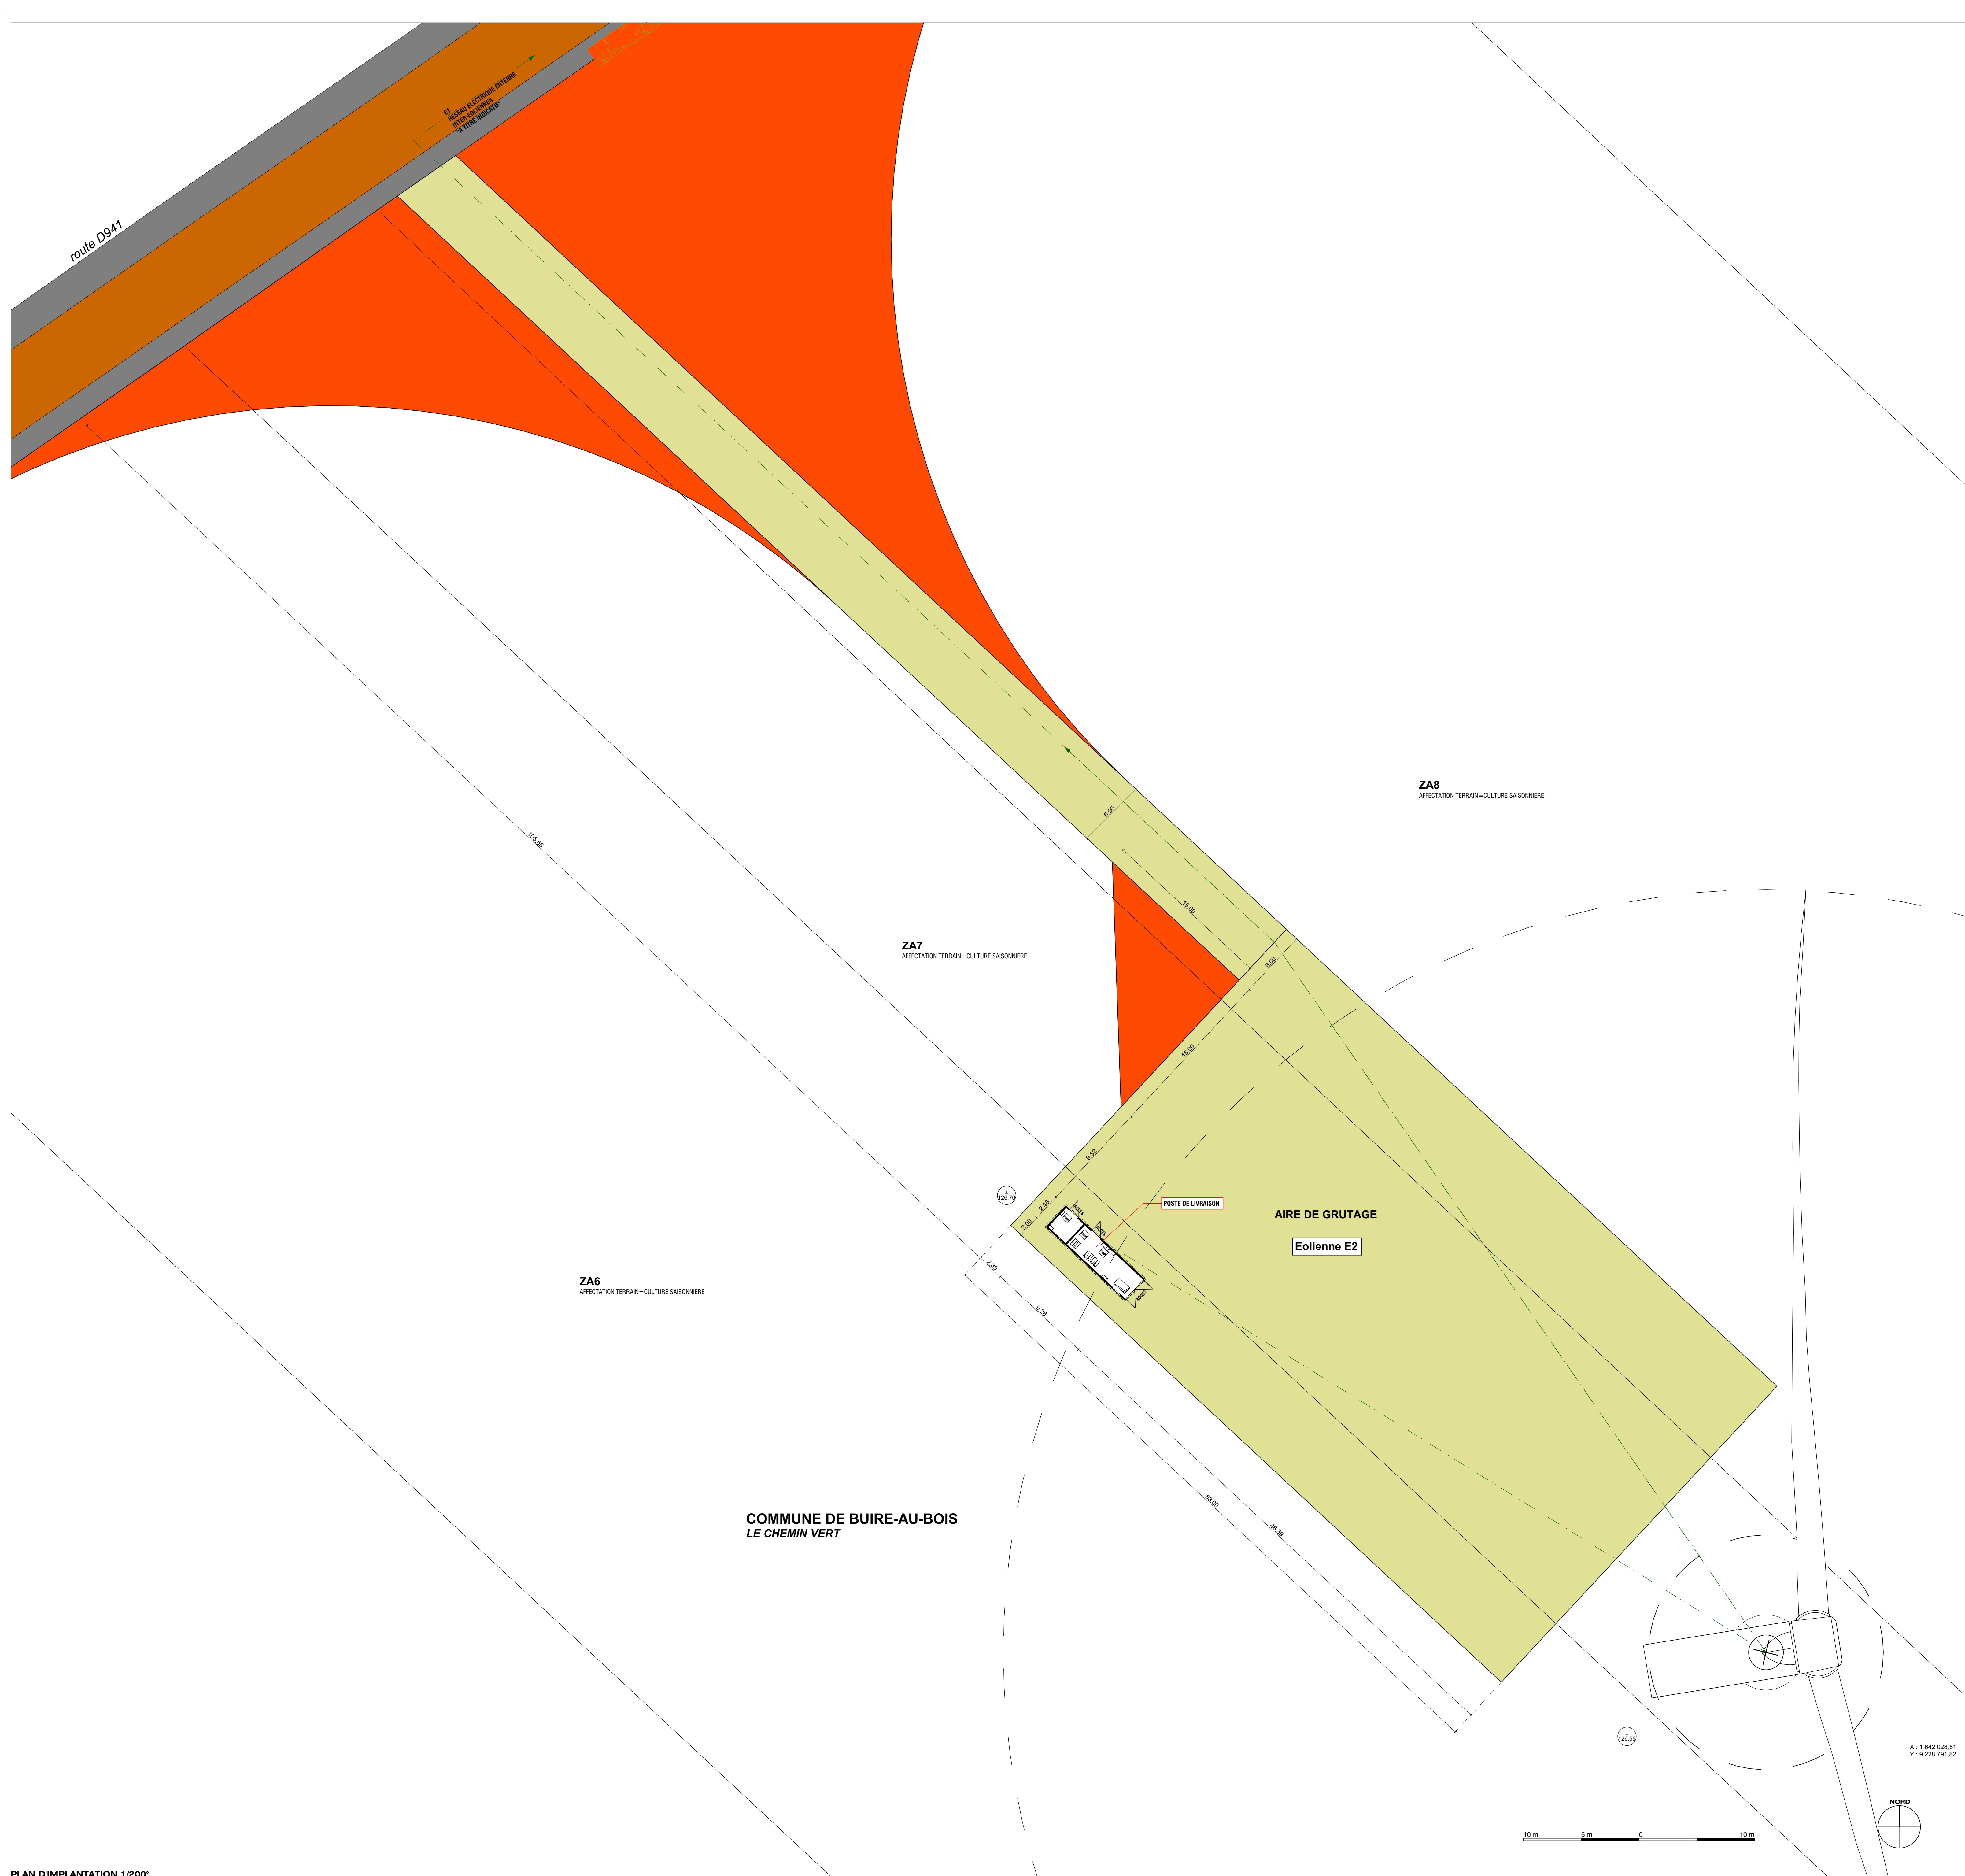 E1
RESEAU ELECTRIQUE ENTERRE
INTER-EOLIENNES
"A TITRE INDICATIF"
route D941
ZA8
AFFECTATION TERRAIN=CULTURE SAISONNIERE
6,00
105,68
15,00
ZA7
AFFECTATION TERRAIN=CULTURE SAISONNIERE
6,00
15,00
9,52
x
126,70
2,48
2,00
ACCES
ACCES
ACCES
POSTE DE LIVRAISON
AIRE DE GRUTAGE
Eolienne E2
2,35
9,26
ZA6
AFFECTATION TERRAIN=CULTURE SAISONNIERE
58,00
46,39
COMMUNE DE BUIRE-AU-BOIS
LE CHEMIN VERT
x
126,55
X : 1 642 028,51
Y : 9 228 791,82
NORD
10 m 5 m 0 10 m
PLAN D'IMPLANTATION 1/200°